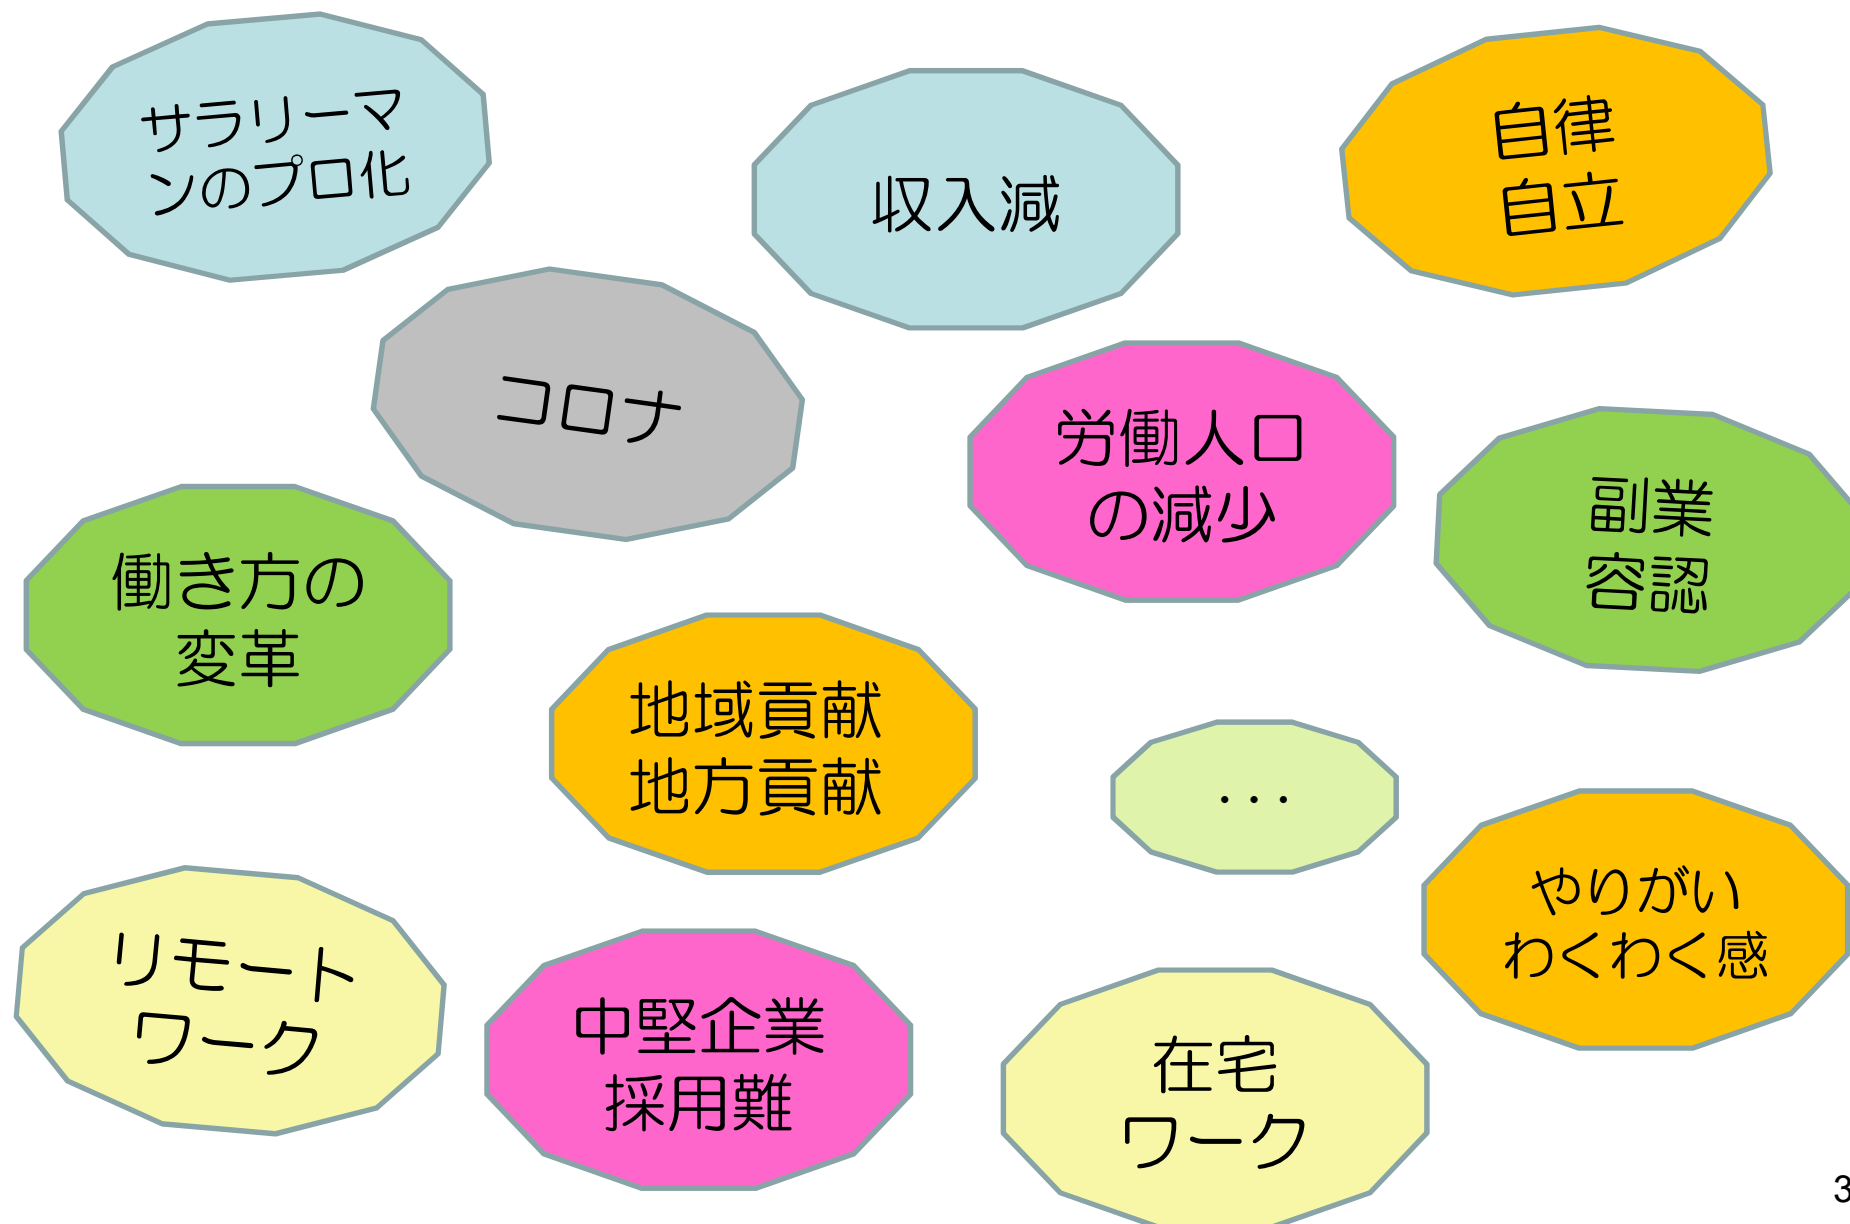 サラリーマ
ンのプロ化
収入減
自律
自立
コロナ
労働人口
の減少
副業
容認
働き方の
変革
地域貢献
地方貢献
・・・
やりがい
わくわく感
リモート
ワーク
中堅企業
採用難
在宅
ワーク
3